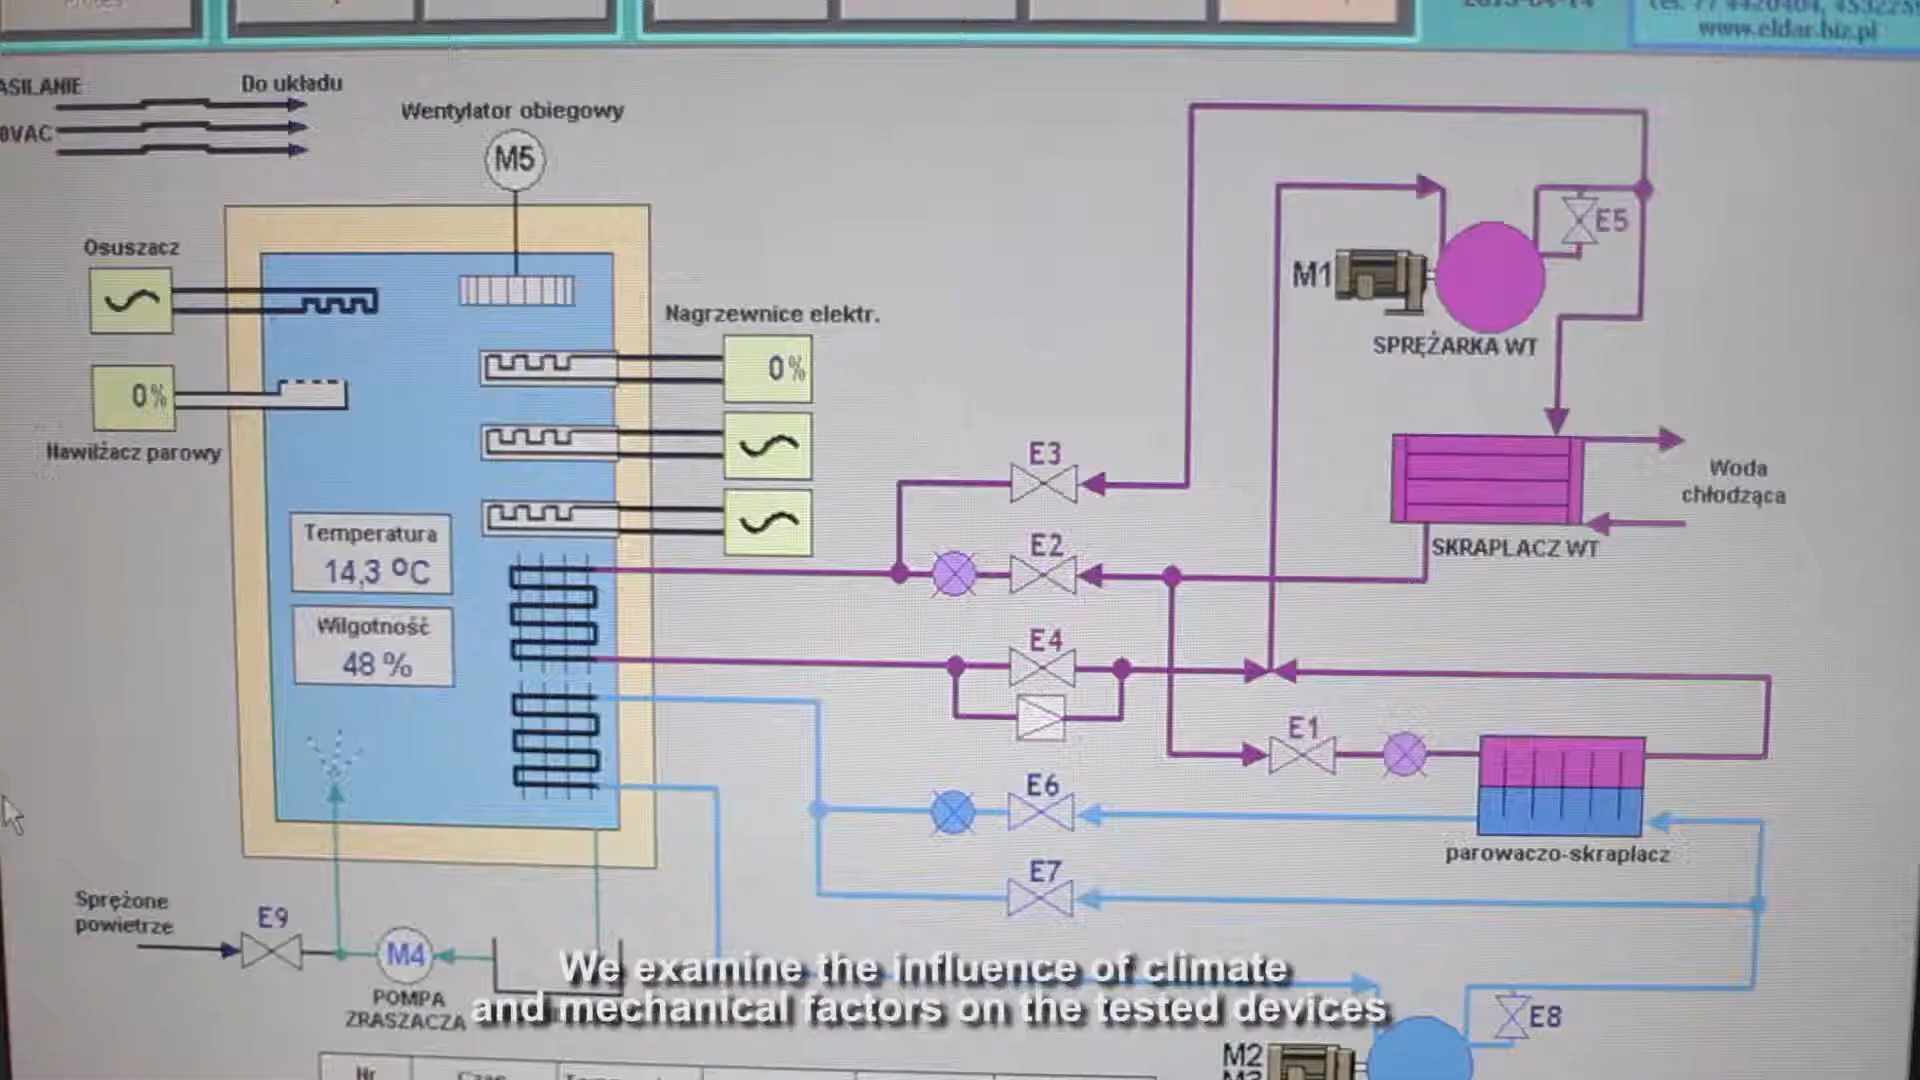 www.eldar.biz.pl
ASILANIE
Do układu
0VAC
Wentylator obiegowy
M5
Osuszacz
E5
M1
Nagrzewnice elektr.
SPRĘŻARKA WT
0%
0%
Nawilżacz parowy
E3
Woda
chłodząca
Temperatura
14,3 ºC
E2
SKRAPLACZ WT
Wilgotność
48 %
E4
E1
E6
parowaczo-skraplacz
E7
Sprężone
powietrze
E9
M4
POMPA
ZRASZACZA
We examine the influence of climate
and mechanical factors on the tested devices
E8
M2
Nr
Czas